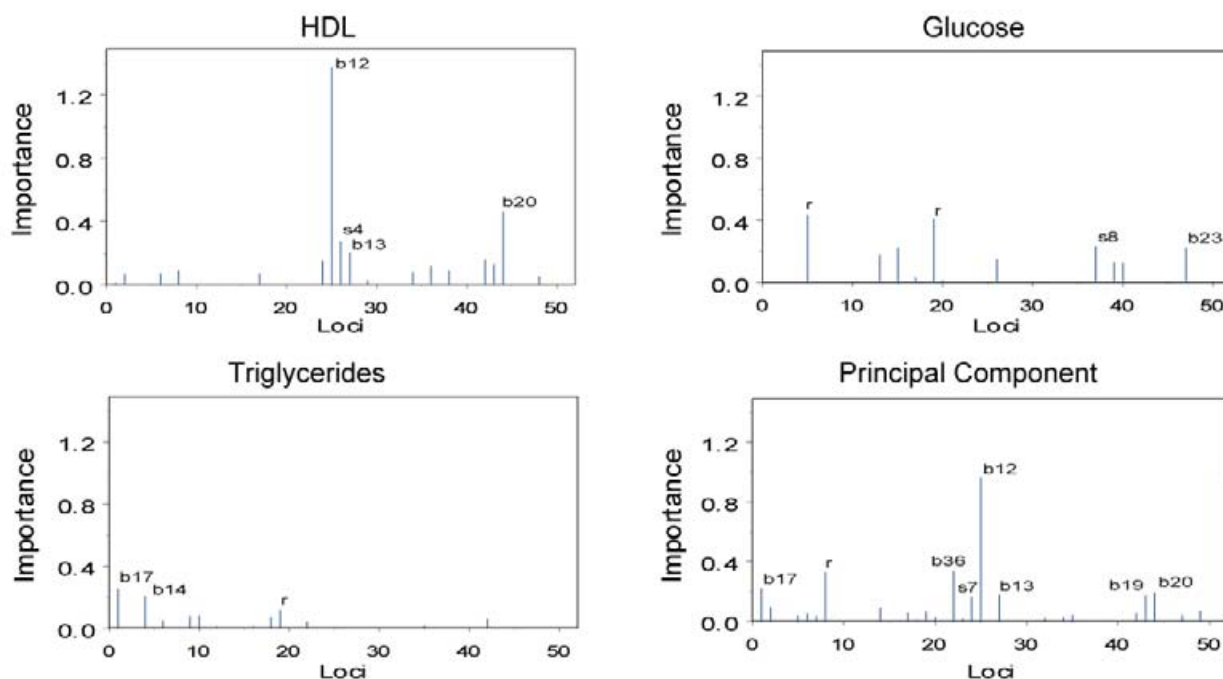 HDL
Importance
1.2
0.8
0.4
0.0
b12
s4
b13
b20
0 10 20 30 40 50
Loci
Glucose
Importance
1.2
0.8
0.4
0.0
r
r
s8
b23
0 10 20 30 40 50
Loci
Triglycerides
Importance
1.2
0.8
0.4
0.0
b17
b14
r
0 10 20 30 40 50
Loci
Principal Component
Importance
1.2
0.8
0.4
0.0
b17
r
b36
s7
b12
b13
b19
b20
0 10 20 30 40 50
Loci